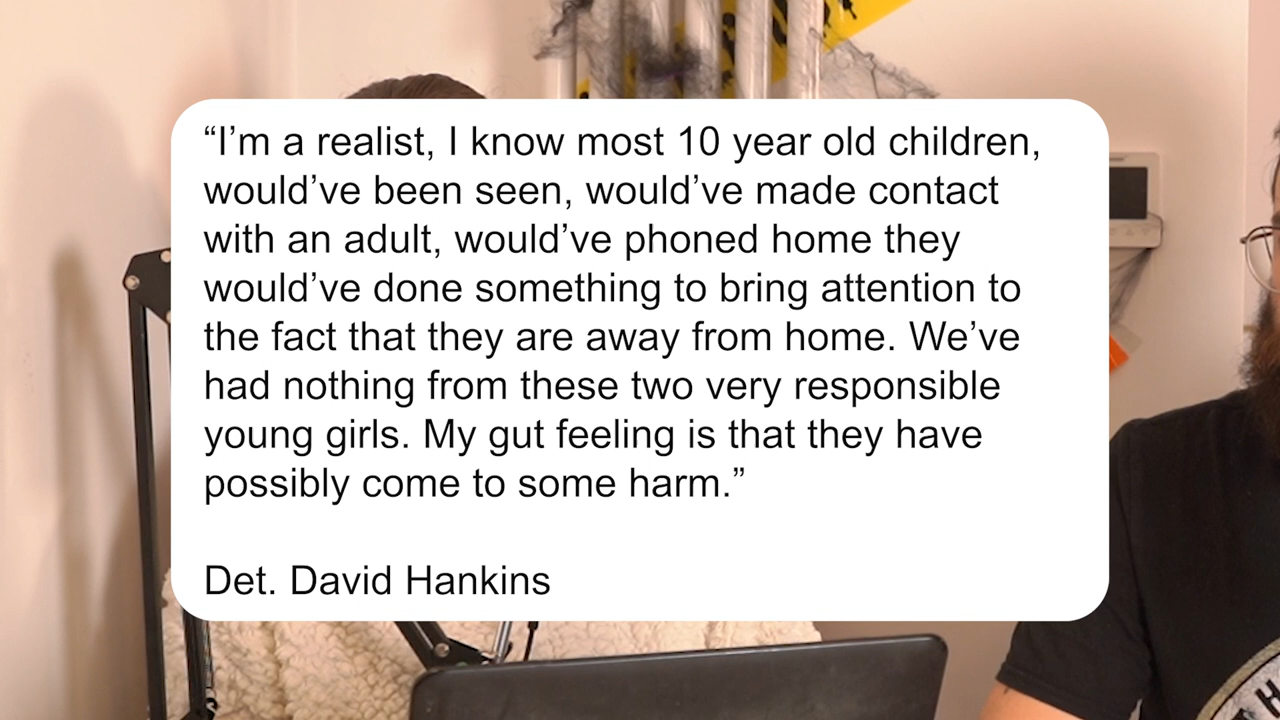 “I’m a realist, I know most 10 year old children,
would’ve been seen, would’ve made contact
with an adult, would’ve phoned home they
would’ve done something to bring attention to
the fact that they are away from home. We’ve
had nothing from these two very responsible
young girls. My gut feeling is that they have
possibly come to some harm.”
Det. David Hankins